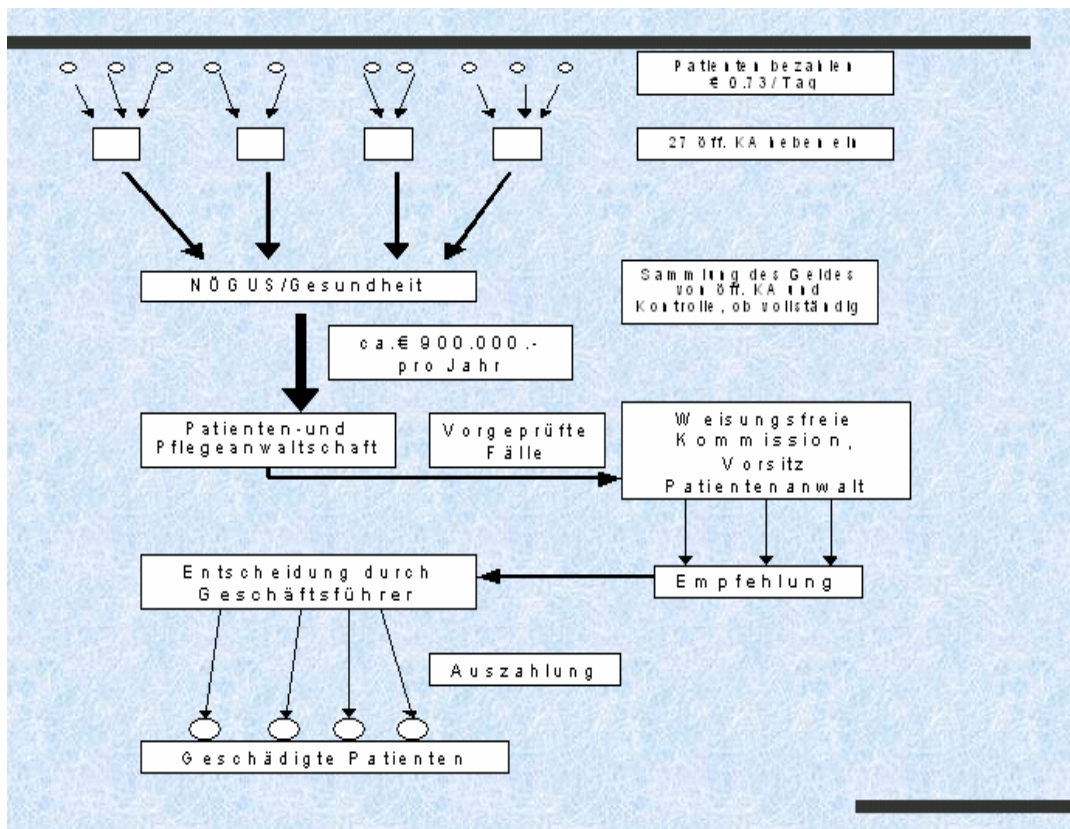 Patienten bezahlen
€ 0.73/Tag
27 öff. KA heben ein
NÖGUS/Gesundheit
Sammlung des Geldes
von öff. KA und
Kontrolle, ob vollständig
ca.€ 900.000.-
pro Jahr
Patienten-und
Pflegeanwaltschaft
Vorgeprüfte
Fälle
Weisungsfreie
Kommission,
Vorsitz
Patientenanwalt
Entscheidung durch
Geschäftsführer
Empfehlung
Auszahlung
Geschädigte Patienten